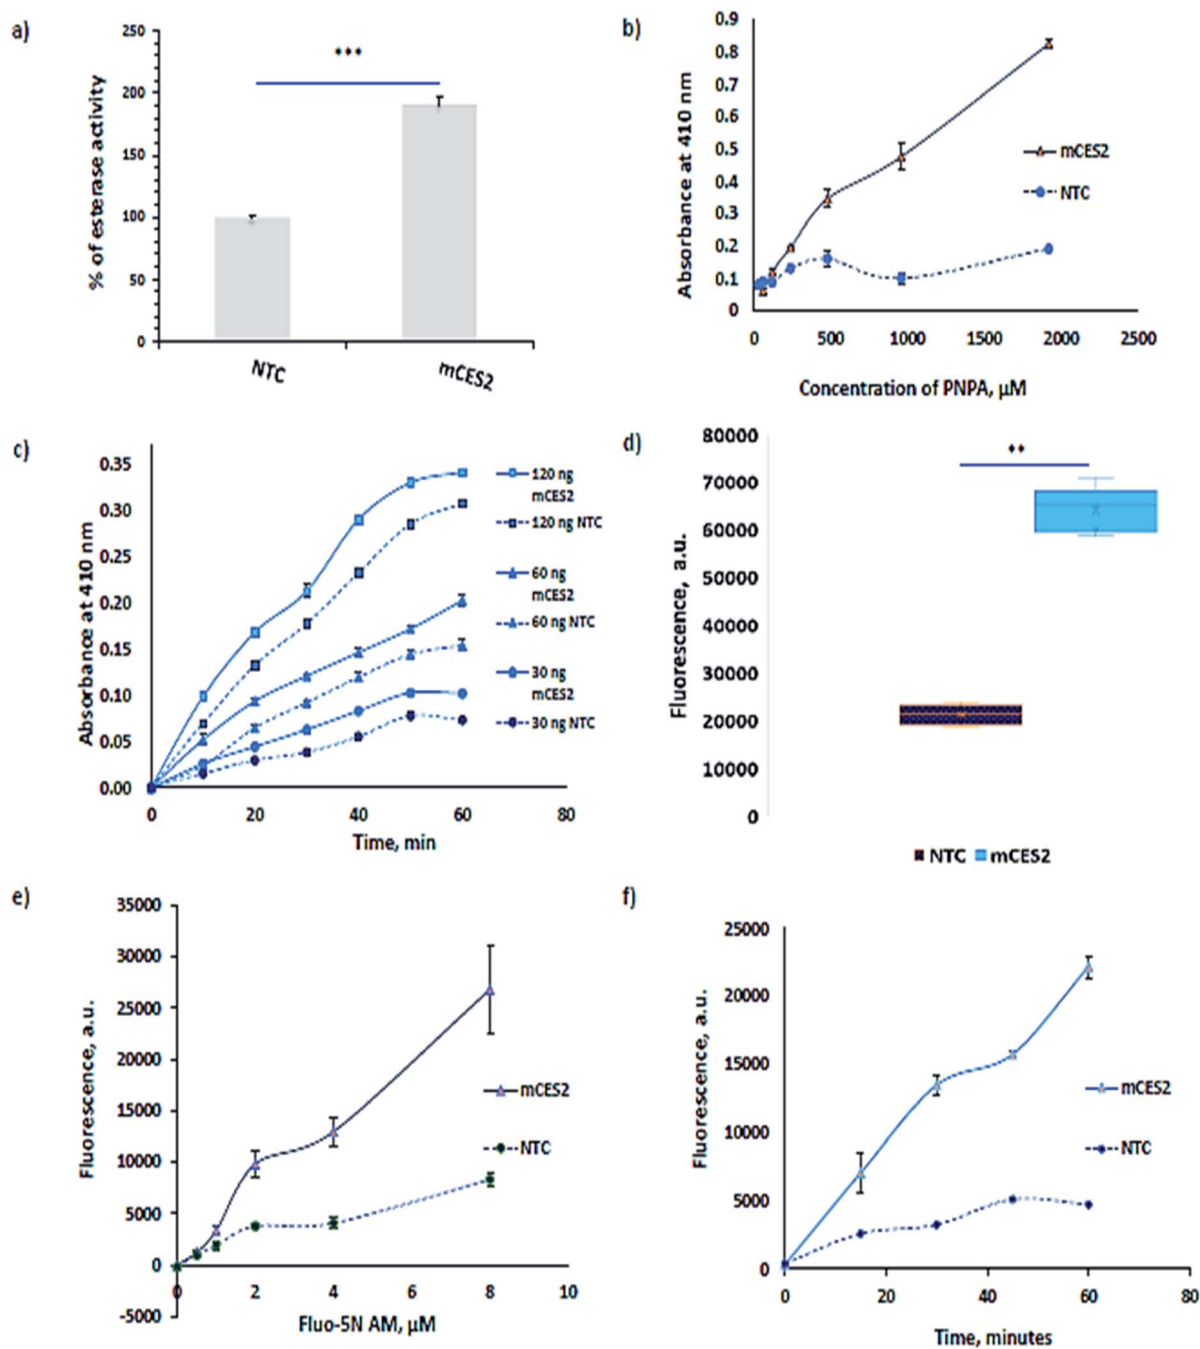 a)
250
200
150
100
50
0
% of esterase activity
***
NTC
mCES2
b)
0.9
0.8
0.7
0.6
0.5
0.4
0.3
0.2
0.1
0
Absorbance at 410 nm
mCES2
NTC
0 500 1000 1500 2000 2500
Concentration of PNPA, µM
c)
0.35
0.30
0.25
0.20
0.15
0.10
0.05
0.00
Absorbance at 410 nm
120 ng
mCES2
120 ng NTC
60 ng
mCES2
60 ng NTC
30 ng
mCES2
30 ng NTC
0 20 40 60 80
Time, min
d)
80000
70000
60000
50000
40000
30000
20000
10000
0
Fluorescence, a.u.
**
NTC mCES2
e)
35000
30000
25000
20000
15000
10000
5000
0
-5000
Fluorescence, a.u.
mCES2
NTC
0 2 4 6 8 10
Fluo-5N AM, µM
f)
25000
20000
15000
10000
5000
0
Fluorescence, a.u.
mCES2
NTC
0 20 40 60 80
Time, minutes